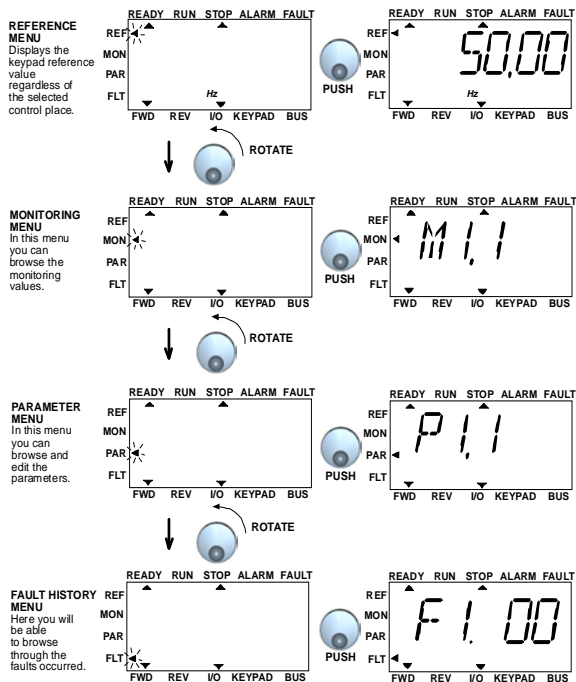 REFERENCE
MENU
Displays the
keypad reference
value
regardless of
the selected
control place.
READY RUN STOP ALARM FAULT
REF
MON
PAR
FLT
Hz
FWD REV I/O KEYPAD BUS
PUSH
READY RUN STOP ALARM FAULT
REF
MON
PAR
FLT
50,00
Hz
FWD REV I/O KEYPAD BUS
ROTATE
MONITORING
MENU
In this menu
you can
browse the
monitoring
values.
READY RUN STOP ALARM FAULT
REF
MON
PAR
FLT
FWD REV I/O KEYPAD BUS
PUSH
READY RUN STOP ALARM FAULT
REF
MON
PAR
FLT
M1,1
FWD REV I/O KEYPAD BUS
ROTATE
PARAMETER
MENU
In this menu
you can
browse and
edit the
parameters.
READY RUN STOP ALARM FAULT
REF
MON
PAR
FLT
FWD REV I/O KEYPAD BUS
PUSH
READY RUN STOP ALARM FAULT
REF
MON
PAR
FLT
P1,1
FWD REV I/O KEYPAD BUS
ROTATE
FAULT HISTORY
MENU
Here you will
be able
to browse
through the
faults occurred.
READY RUN STOP ALARM FAULT
REF
MON
PAR
FLT
FWD REV I/O KEYPAD BUS
PUSH
READY RUN STOP ALARM FAULT
REF
MON
PAR
FLT
F1. 00
FWD REV I/O KEYPAD BUS